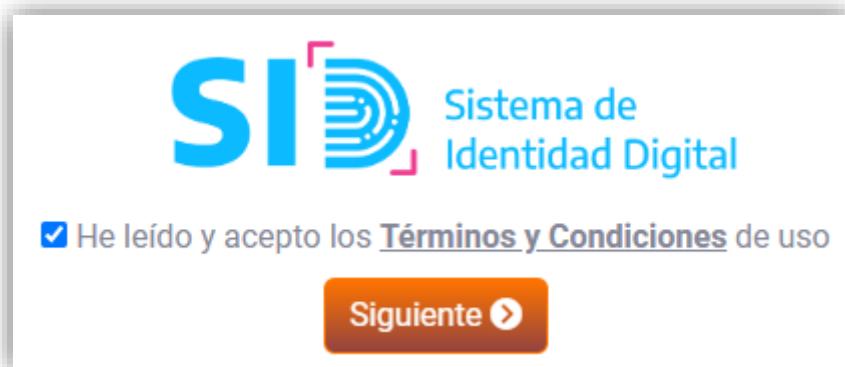 SID
Sistema de
Identidad Digital
He leído y acepto los Términos y Condiciones de uso
Siguiente